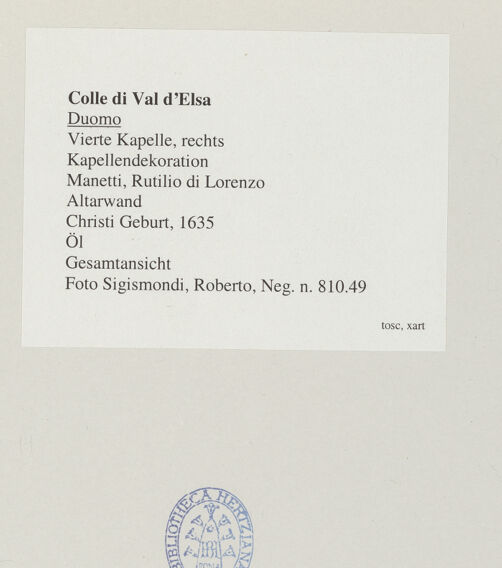 Colle di Val d'Elsa
Duomo
Vierte Kapelle, rechts
Kapellendekoration
Manetti, Rutilio di Lorenzo
Altarwand
Christi Geburt, 1635
Öl
Gesamtansicht
Foto Sigismondi, Roberto, Neg. n. 810.49
tosc, xart
BIBLIOTHECA HERTZIANA
ROMA